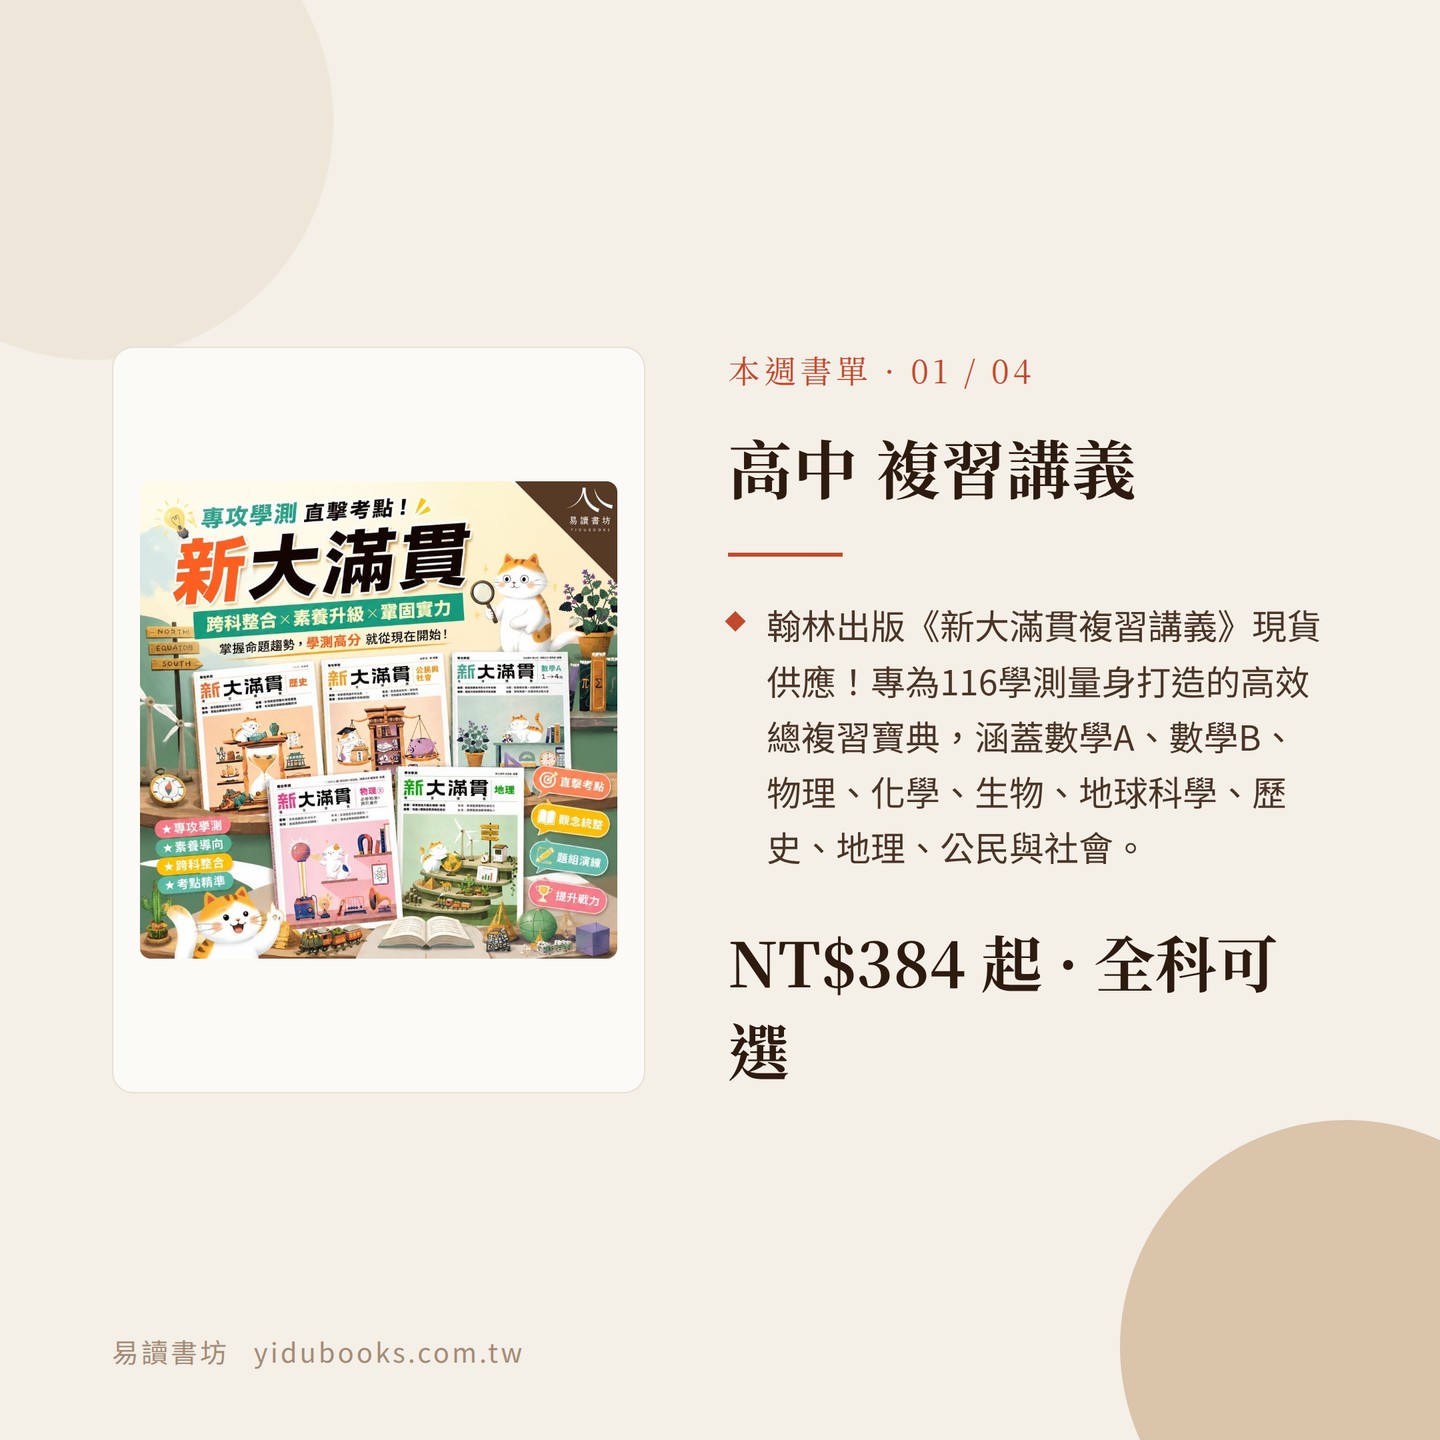 本週書單 · 01 / 04
高中 複習講義
翰林出版《新大滿貫複習講義》現貨
供應！專為116學測量身打造的高效
總複習寶典，涵蓋數學A、數學B、
物理、化學、生物、地球科學、歷
史、地理、公民與社會。
NT$384 起 · 全科可
選
專攻學測 直擊考點！
新大滿貫
跨科整合×素養升級×鞏固實力
掌握命題趨勢，學測高分 就從現在開始！
易讀書坊
YIDUBOOKS
NORTH
EQUATOR
SOUTH
新大滿貫 歷史
新大滿貫 公民與社會
新大滿貫 數學A
新大滿貫 物理
新大滿貫 地理
直擊考點
觀念統整
題組演練
提升戰力
★專攻學測
★素養導向
★跨科整合
★考點精準
易讀書坊 yidubooks.com.tw